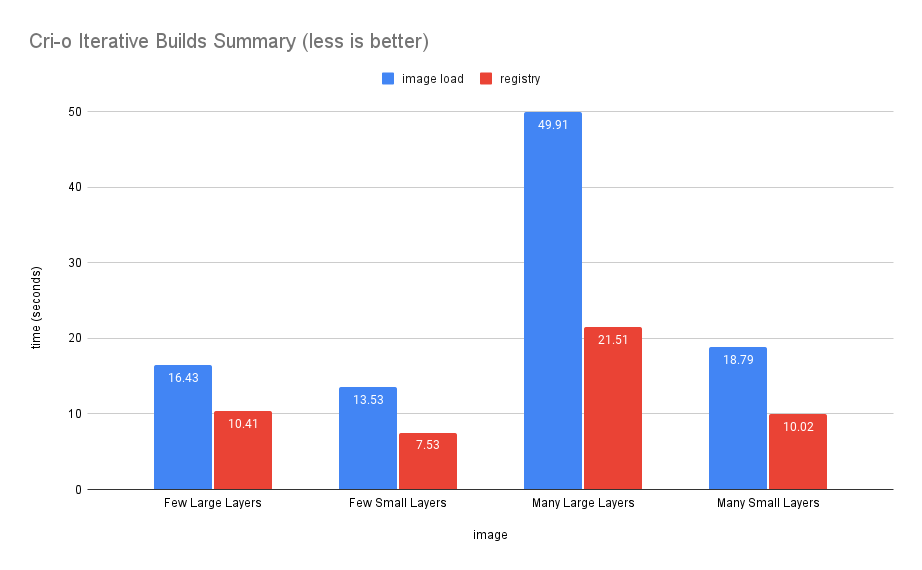 Cri-o Iterative Builds Summary (less is better)
image load registry
50
40
30
20
10
0
time (seconds)
49.91
21.51
18.79
16.43
13.53
10.41
10.02
7.53
Few Large Layers Few Small Layers Many Large Layers Many Small Layers
image